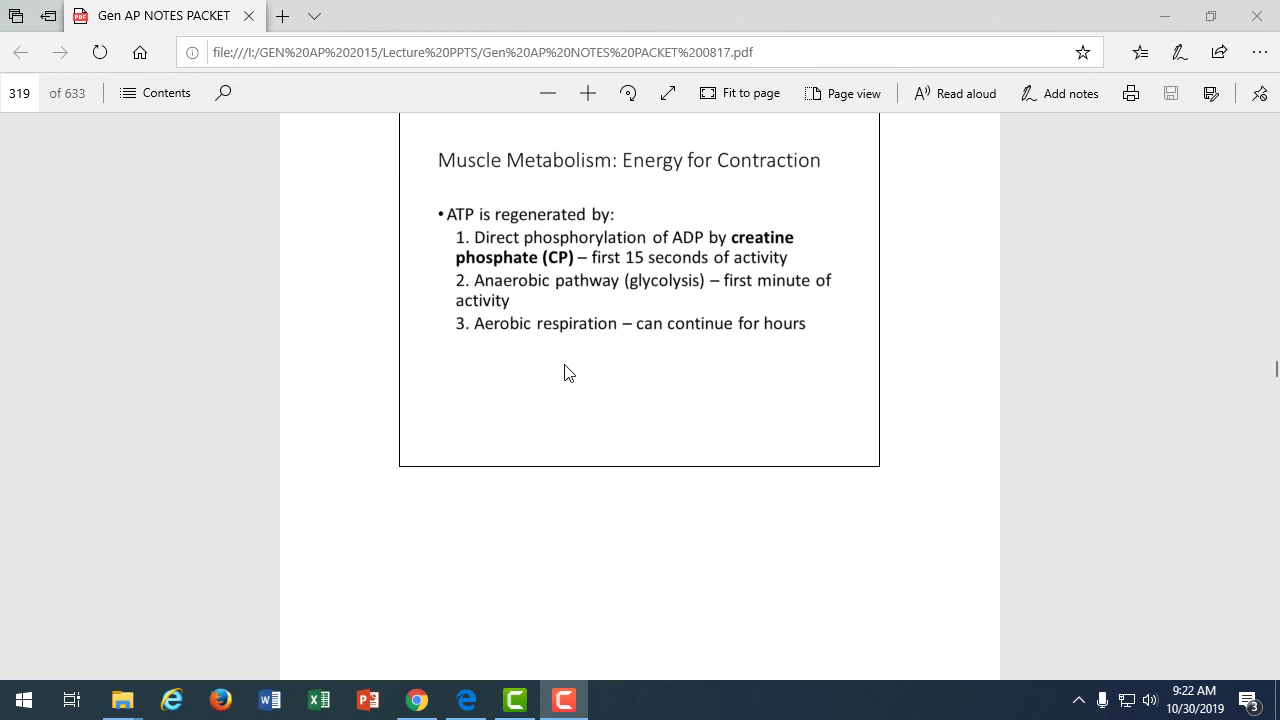 Gen AP NOTES PACKET
file:///I:/GEN%20AP%202015/Lecture%20PPTS/Gen%20AP%20NOTES%20PACKET%200817.pdf
319 of 633 Contents Fit to page Page view Read aloud Add notes
Muscle Metabolism: Energy for Contraction
• ATP is regenerated by:
1. Direct phosphorylation of ADP by creatine
phosphate (CP) – first 15 seconds of activity
2. Anaerobic pathway (glycolysis) – first minute of
activity
3. Aerobic respiration – can continue for hours
9:22 AM
10/30/2019
3